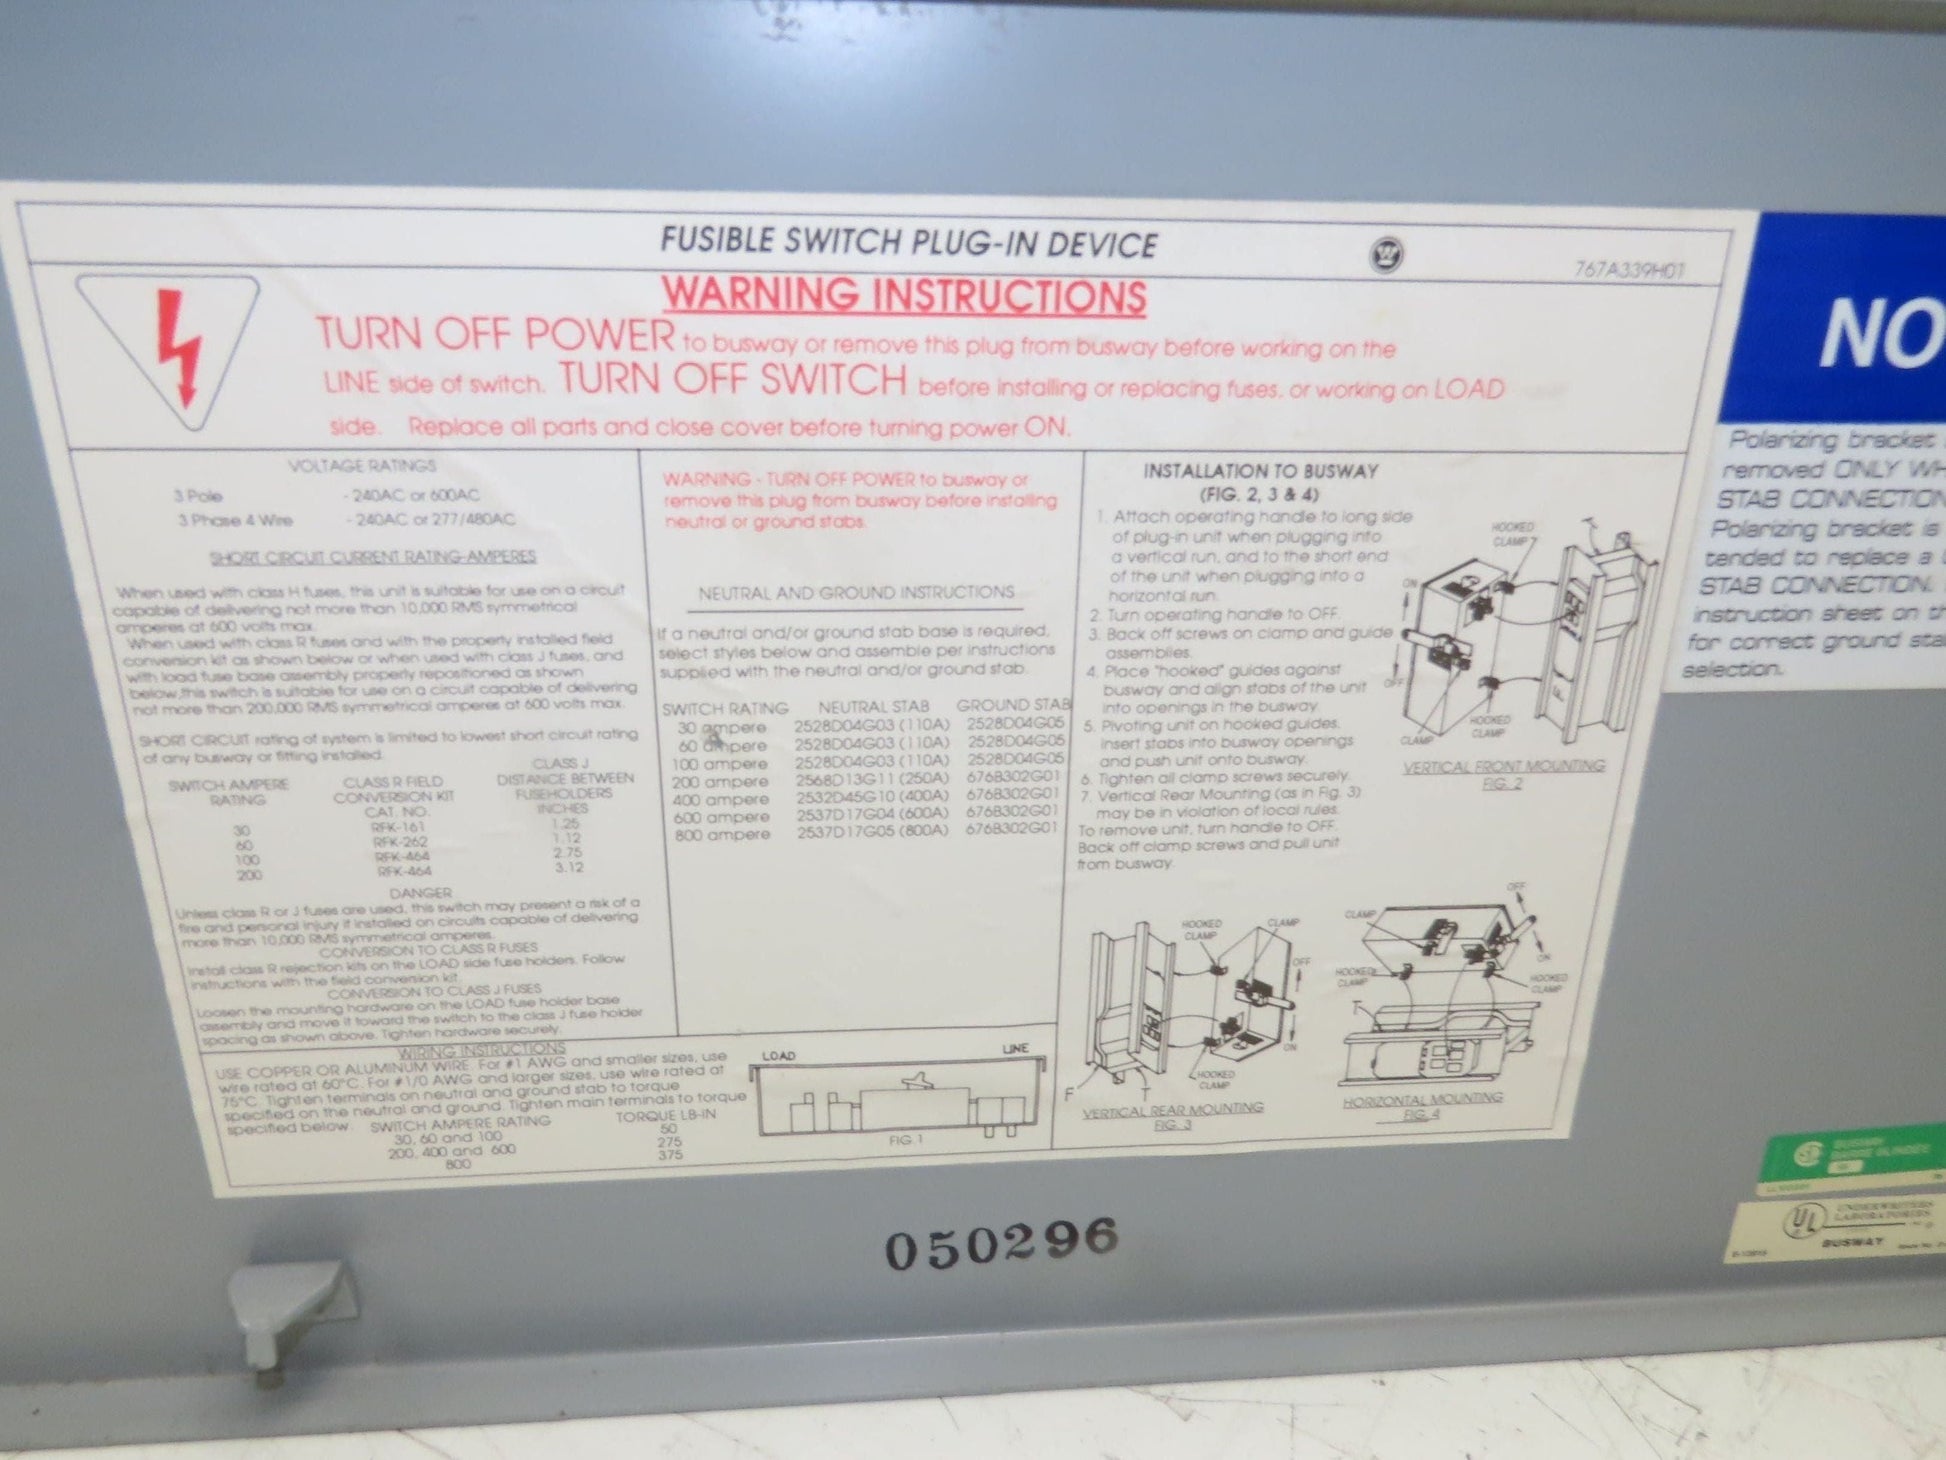 FUSIBLE SWITCH PLUG-IN DEVICE
767A339H01
WARNING INSTRUCTIONS
TURN OFF POWER to busway or remove this plug from busway before working on the
LINE side of switch. TURN OFF SWITCH before installing or replacing fuses, or working on LOAD
side. Replace all parts and close cover before turning power ON.
VOLTAGE RATINGS
3 Pole - 240AC or 600AC
3 Phase 4 Wire - 240AC or 277/480AC
SHORT CIRCUIT CURRENT RATING-AMPERES
When used with class H fuses, this unit is suitable for use on a circuit
capable of delivering not more than 10,000 RMS symmetrical
amperes at 600 volts max.
When used with class R fuses and with the properly installed field
conversion kit as shown below or when used with class J fuses, and
with load fuse base assembly properly repositioned as shown
below,this switch is suitable for use on a circuit capable of delivering
not more than 200,000 RMS symmetrical amperes at 600 volts max.
SHORT CIRCUIT rating of system is limited to lowest short circuit rating
of any busway or fitting installed.
SWITCH AMPERE
RATING
CLASS R FIELD
CONVERSION KIT
CAT. NO.
CLASS J
DISTANCE BETWEEN
FUSEHOLDERS
INCHES
30 RFK-161 1.25
60 RFK-262 1.12
100 RFK-464 2.75
200 RFK-464 3.12
DANGER
Unless class R or J fuses are used, this switch may present a risk of a
fire and personal injury if installed on circuits capable of delivering
more than 10,000 RMS symmetrical amperes.
CONVERSION TO CLASS R FUSES
Install class R rejection kits on the LOAD side fuse holders. Follow
instructions with the field conversion kit.
CONVERSION TO CLASS J FUSES
Loosen the mounting hardware on the LOAD fuse holder base
assembly and move it toward the switch to the class J fuse holder
spacing as shown above. Tighten hardware securely.
WIRING INSTRUCTIONS
USE COPPER OR ALUMINUM WIRE. For #1 AWG and smaller sizes, use
wire rated at 60°C. For #1/0 AWG and larger sizes, use wire rated at
75°C. Tighten terminals on neutral and ground stab to torque
specified on the neutral and ground. Tighten main terminals to torque
specified below. SWITCH AMPERE RATING TORQUE LB-IN
30, 60 and 100 50
200, 400 and 600 275
800 375
WARNING - TURN OFF POWER to busway or
remove this plug from busway before installing
neutral or ground stabs.
NEUTRAL AND GROUND INSTRUCTIONS
If a neutral and/or ground stab base is required,
select styles below and assemble per instructions
supplied with the neutral and/or ground stab.
SWITCH RATING NEUTRAL STAB GROUND STAB
30 ampere 2528D04G03 (110A) 2528D04G05
60 ampere 2528D04G03 (110A) 2528D04G05
100 ampere 2528D04G03 (110A) 2528D04G05
200 ampere 2568D13G11 (250A) 676B302G01
400 ampere 2532D45G10 (400A) 676B302G01
600 ampere 2537D17G04 (600A) 676B302G01
800 ampere 2537D17G05 (800A) 676B302G01
LOAD LINE
FIG. 1
INSTALLATION TO BUSWAY
(FIG. 2, 3 & 4)
1. Attach operating handle to long side
of plug-in unit when plugging into
a vertical run, and to the short end
of the unit when plugging into a
horizontal run.
2. Turn operating handle to OFF.
3. Back off screws on clamp and guide
assemblies.
4. Place "hooked" guides against
busway and align stabs of the unit
into openings in the busway.
5. Pivoting unit on hooked guides,
insert stabs into busway openings
and push unit onto busway.
6. Tighten all clamp screws securely.
7. Vertical Rear Mounting (as in Fig. 3)
may be in violation of local rules.
To remove unit, turn handle to OFF.
Back off clamp screws and pull unit
from busway.
HOOKED
CLAMP
T
ON
OFF
F
CLAMP
HOOKED
CLAMP
VERTICAL FRONT MOUNTING
FIG. 2
HOOKED
CLAMP
CLAMP
OFF
ON
HOOKED
CLAMP
F
T
VERTICAL REAR MOUNTING
FIG. 3
OFF
CLAMP
ON
HOOKED
CLAMP
HOOKED
CLAMP
T
HORIZONTAL MOUNTING
FIG. 4
NO
Polarizing bracket
removed ONLY WH
STAB CONNECTION
Polarizing bracket is
tended to replace a
STAB CONNECTION.
instruction sheet on th
for correct ground sta
selection.
050296
UL
UNDERWRITERS
LABORATORIES
BUSWAY